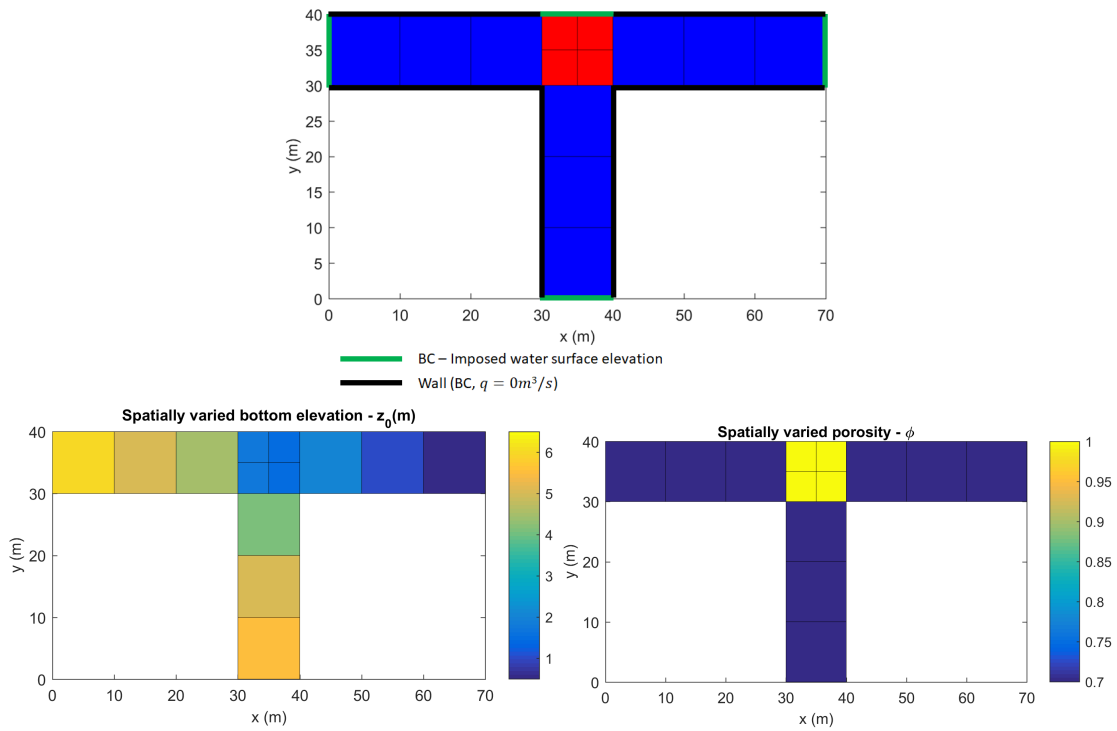 40
35
30
25
20
15
10
5
0
y (m)
0 10 20 30 40 50 60 70
x (m)
BC – Imposed water surface elevation
Wall (BC, q = 0m³/s)
Spatially varied bottom elevation - z₀(m)
40
30
20
10
0
y (m)
0 10 20 30 40 50 60 70
x (m)
6
5
4
3
2
1
Spatially varied porosity - ϕ
40
30
20
10
0
y (m)
0 10 20 30 40 50 60 70
x (m)
1
0.95
0.9
0.85
0.8
0.75
0.7